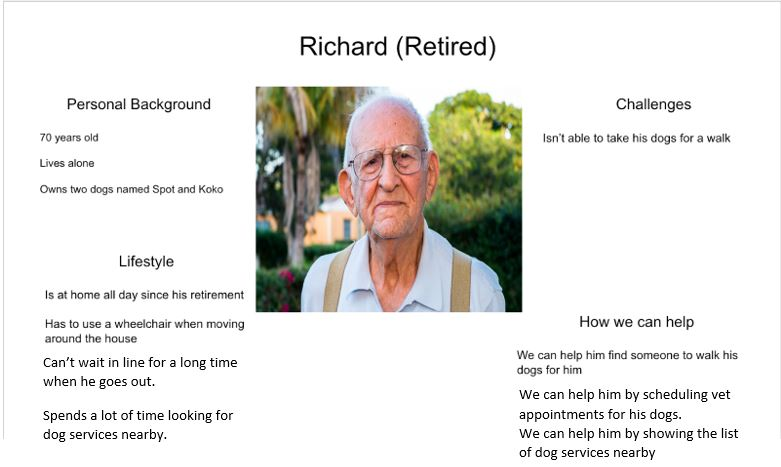 Richard (Retired)
Personal Background
70 years old
Lives alone
Owns two dogs named Spot and Koko
Lifestyle
Is at home all day since his retirement
Has to use a wheelchair when moving
around the house
Can’t wait in line for a long time
when he goes out.
Spends a lot of time looking for
dog services nearby.
Challenges
Isn’t able to take his dogs for a walk
How we can help
We can help him find someone to walk his
dogs for him
We can help him by scheduling vet
appointments for his dogs.
We can help him by showing the list
of dog services nearby